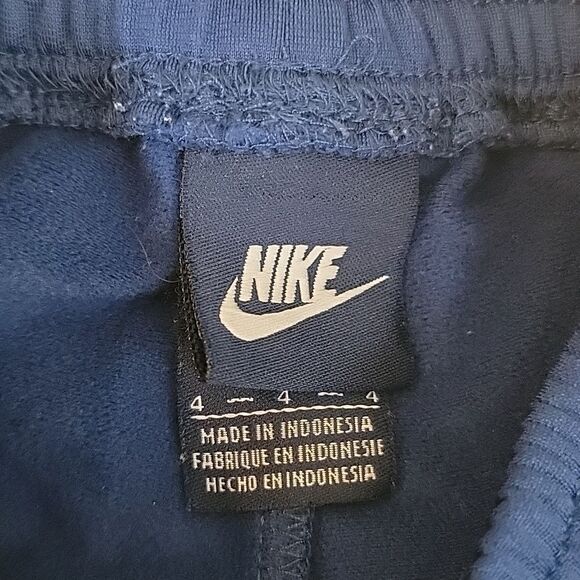 NIKE
4 — 4 — 4
MADE IN INDONESIA
FABRIQUE EN INDONESIE
HECHO EN INDONESIA